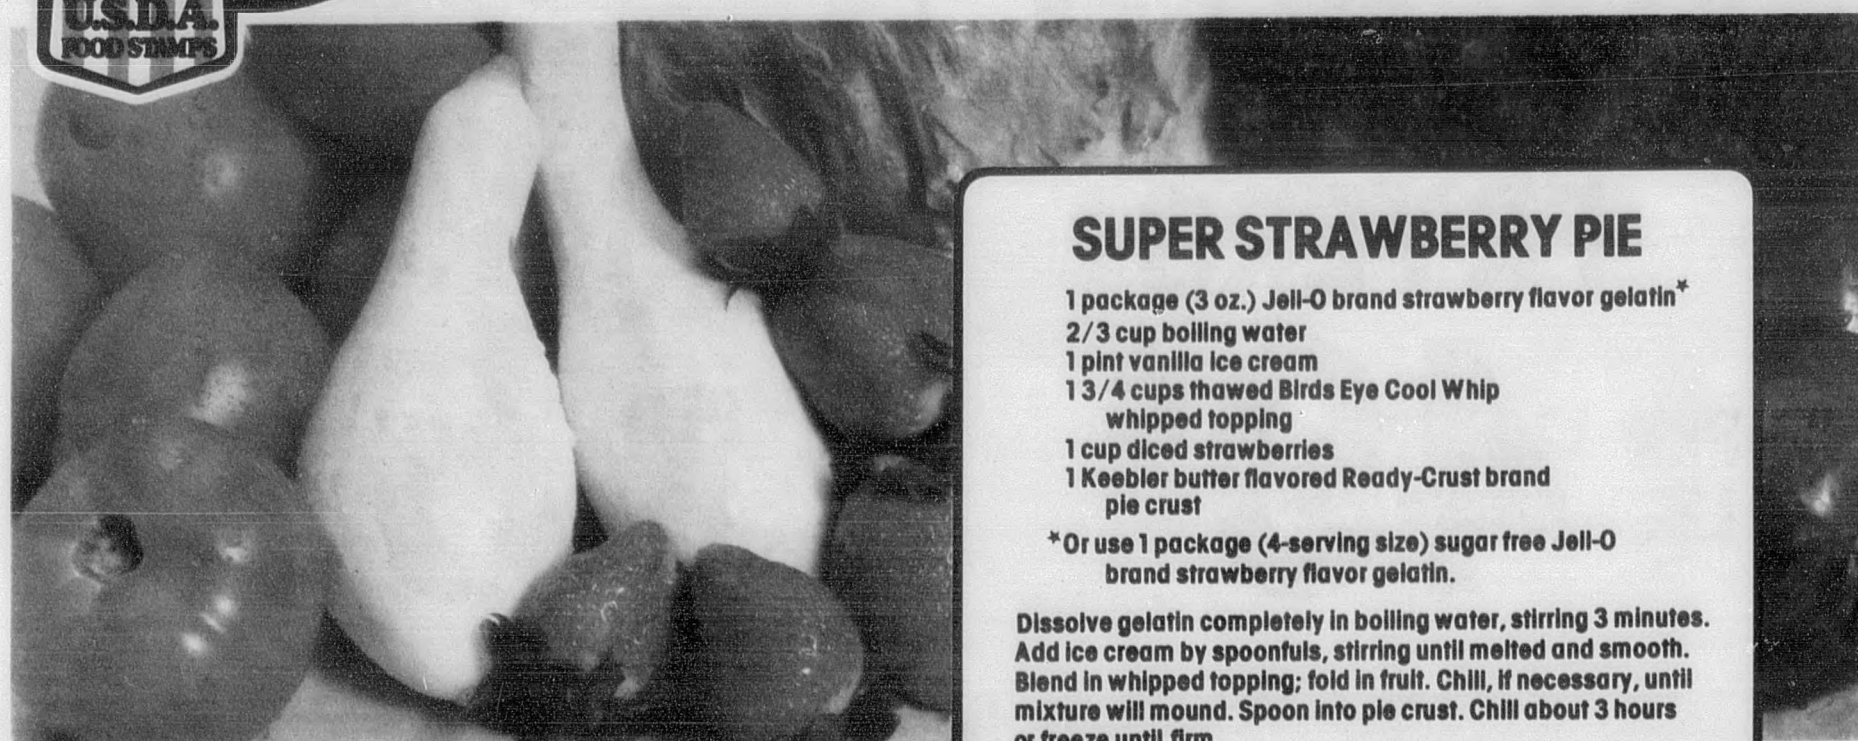 U.S.D.A.
FOOD STAMPS
SUPER STRAWBERRY PIE
1 package (3 oz.) Jell-O brand strawberry flavor gelatin*
2/3 cup boiling water
1 pint vanilla ice cream
1 3/4 cups thawed Birds Eye Cool Whip
whipped topping
1 cup diced strawberries
1 Keebler butter flavored Ready-Crust brand
pie crust
*Or use 1 package (4-serving size) sugar free Jell-O
brand strawberry flavor gelatin.
Dissolve gelatin completely in boiling water, stirring 3 minutes.
Add ice cream by spoonfuls, stirring until melted and smooth.
Blend in whipped topping; fold in fruit. Chill, if necessary, until
mixture will mound. Spoon into pie crust. Chill about 3 hours
or freeze until firm